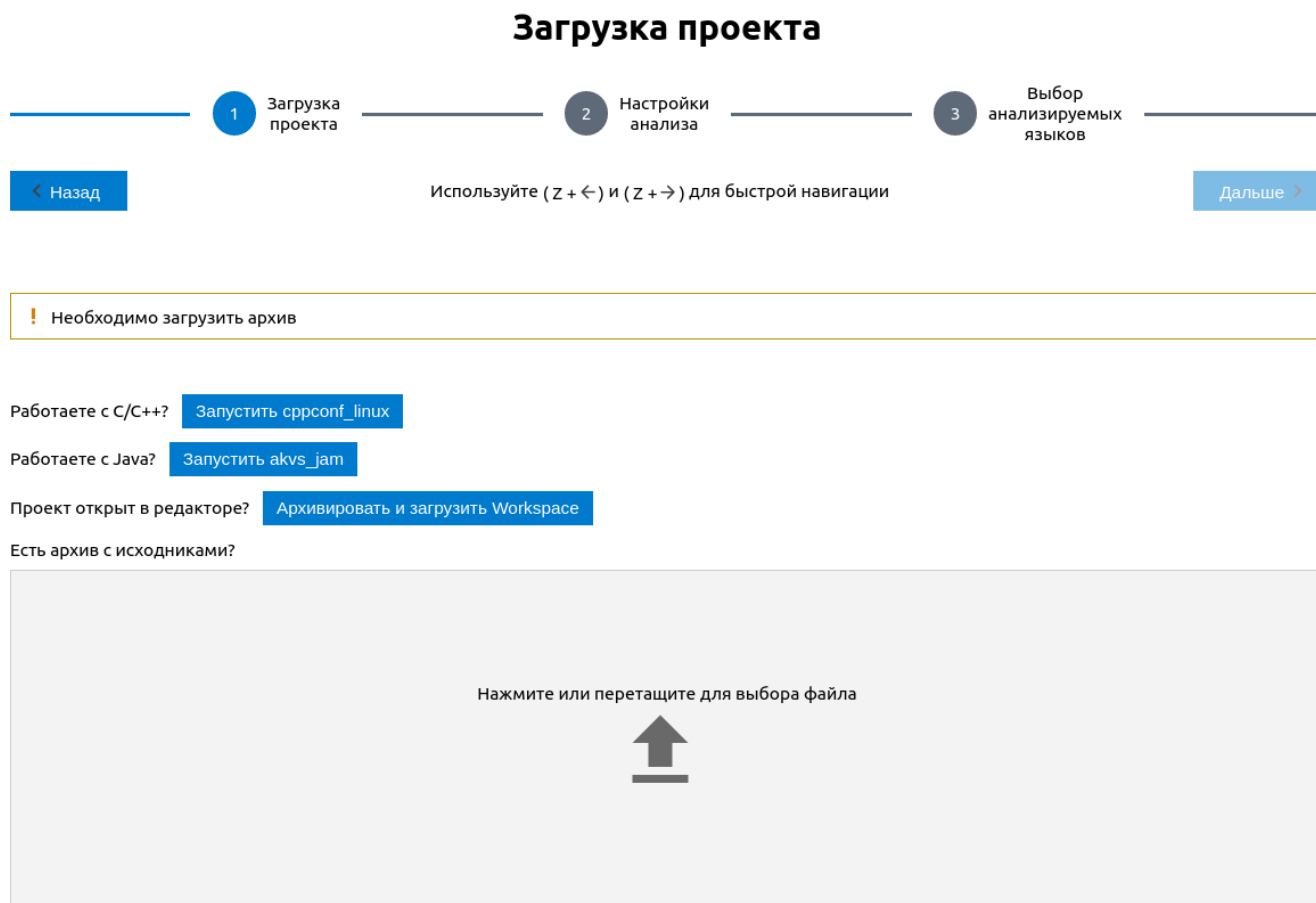 Загрузка проекта
1 Загрузка проекта
2 Настройки анализа
3 Выбор анализируемых языков
Назад
Используйте ( Z + ← ) и ( Z + → ) для быстрой навигации
Дальше
! Необходимо загрузить архив
Работаете с C/C++? Запустить cppconf_linux
Работаете с Java? Запустить akvs_jam
Проект открыт в редакторе? Архивировать и загрузить Workspace
Есть архив с исходниками?
Нажмите или перетащите для выбора файла